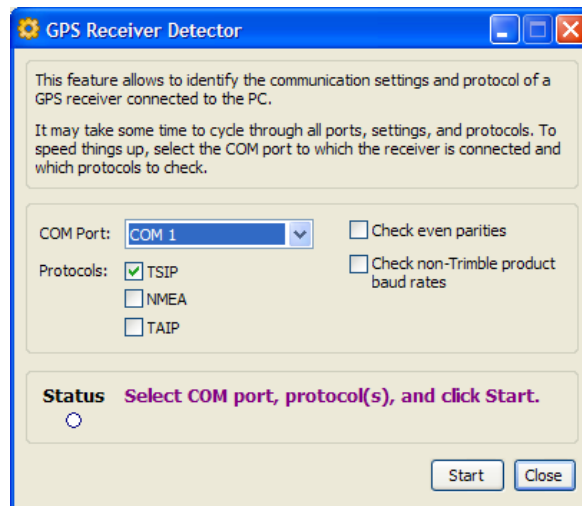 GPS Receiver Detector
This feature allows to identify the communication settings and protocol of a
GPS receiver connected to the PC.
It may take some time to cycle through all ports, settings, and protocols. To
speed things up, select the COM port to which the receiver is connected and
which protocols to check.
COM Port: COM 1
Check even parities
Protocols: TSIP
Check non-Trimble product
baud rates
NMEA
TAIP
Status Select COM port, protocol(s), and click Start.
Start Close